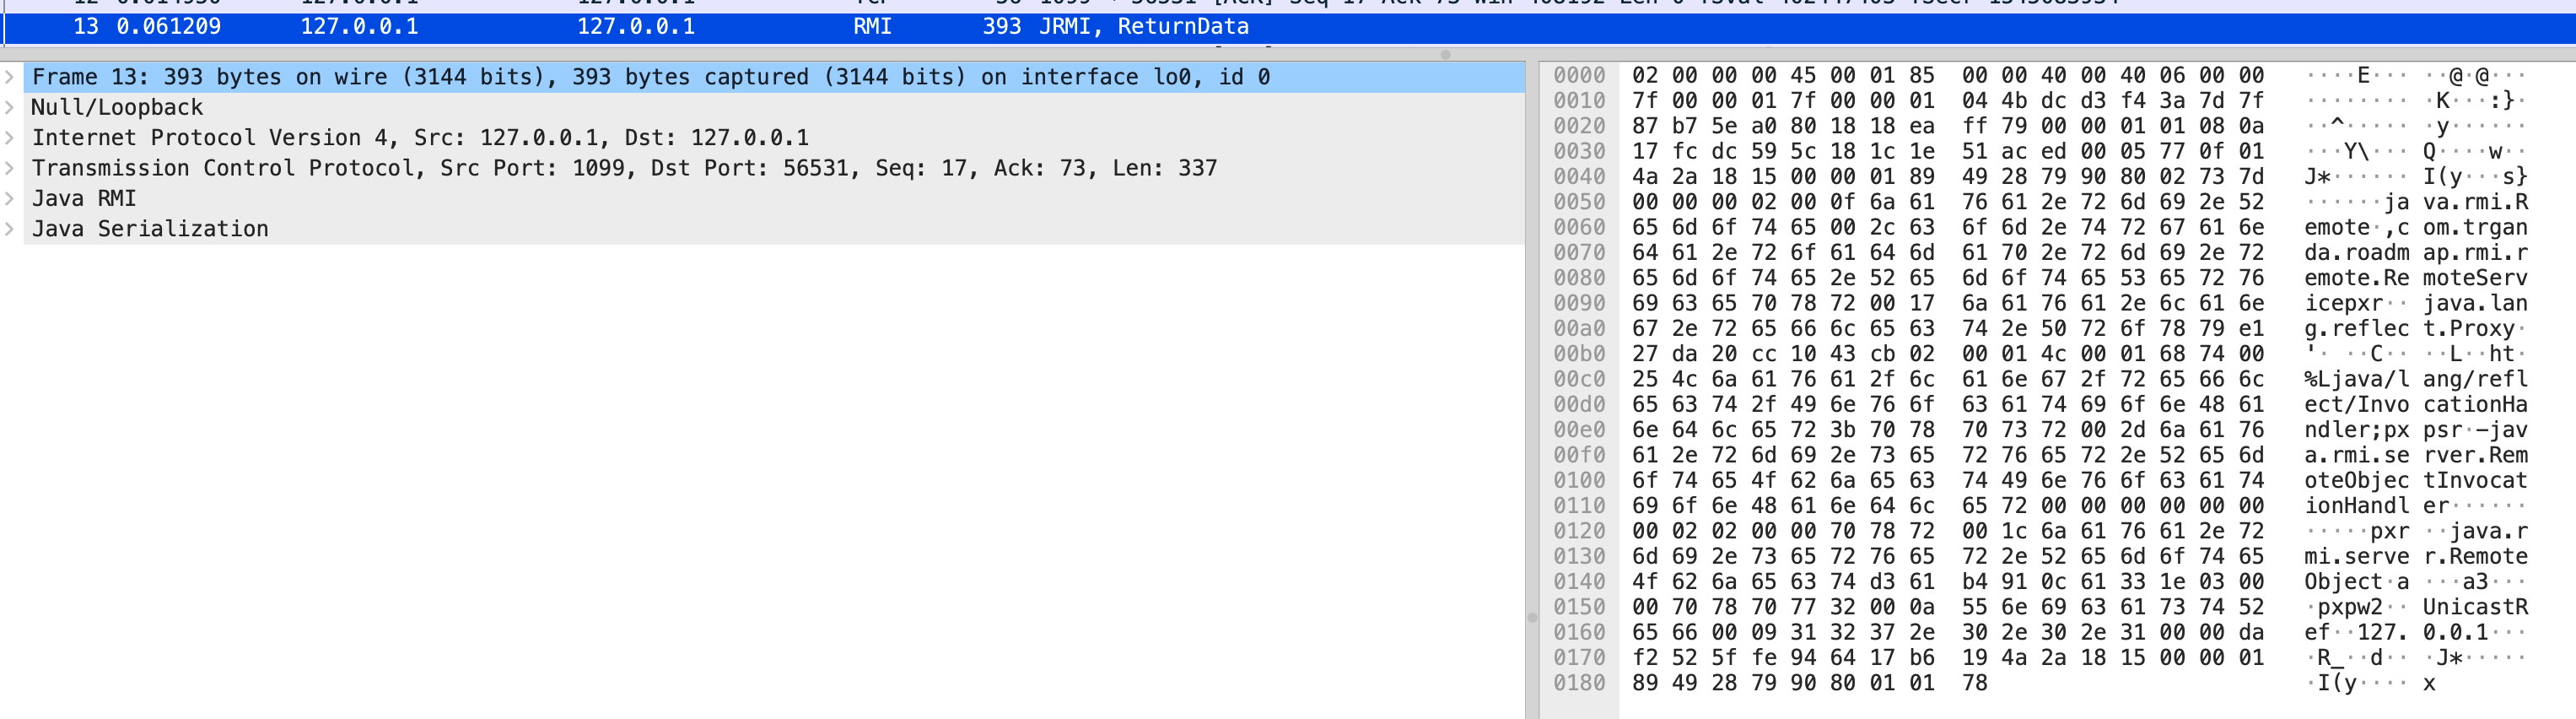 13 0.061209 127.0.0.1 127.0.0.1 RMI 393 JRMI, ReturnData
Frame 13: 393 bytes on wire (3144 bits), 393 bytes captured (3144 bits) on interface lo0, id 0
Null/Loopback
Internet Protocol Version 4, Src: 127.0.0.1, Dst: 127.0.0.1
Transmission Control Protocol, Src Port: 1099, Dst Port: 56531, Seq: 17, Ack: 73, Len: 337
Java RMI
Java Serialization
0000 02 00 00 00 45 00 01 85 00 00 40 00 40 06 00 00 ····E··· ··@·@···
0010 7f 00 00 01 7f 00 00 01 04 4b dc d3 f4 3a 7d 7f ········ ·K···:}·
0020 87 b7 5e a0 80 18 18 ea ff 79 00 00 01 01 08 0a ··^····· ·y······
0030 17 fc dc 59 5c 18 1c 1e 51 ac ed 00 05 77 0f 01 ···Y\··· Q····w··
0040 4a 2a 18 15 00 00 01 89 49 28 79 90 80 02 73 7d J*······ I(y···s}
0050 00 00 00 02 00 0f 6a 61 76 61 2e 72 6d 69 2e 52 ······ja va.rmi.R
0060 65 6d 6f 74 65 00 2c 63 6f 6d 2e 74 72 67 61 6e emote·,c om.trgan
0070 64 61 2e 72 6f 61 64 6d 61 70 2e 72 6d 69 2e 72 da.roadm ap.rmi.r
0080 65 6d 6f 74 65 2e 52 65 6d 6f 74 65 53 65 72 76 emote.Re moteServ
0090 69 63 65 70 78 72 00 17 6a 61 76 61 2e 6c 61 6e icepxr·· java.lan
00a0 67 2e 72 65 66 6c 65 63 74 2e 50 72 6f 78 79 e1 g.reflec t.Proxy·
00b0 27 da 20 cc 10 43 cb 02 00 01 4c 00 01 68 74 00 '· ··C·· ··L··ht·
00c0 25 4c 6a 61 76 61 2f 6c 61 6e 67 2f 72 65 66 6c %Ljava/l ang/refl
00d0 65 63 74 2f 49 6e 76 6f 63 61 74 69 6f 6e 48 61 ect/Invo cationHa
00e0 6e 64 6c 65 72 3b 70 78 70 73 72 00 2d 6a 61 76 ndler;px psr·-jav
00f0 61 2e 72 6d 69 2e 73 65 72 76 65 72 2e 52 65 6d a.rmi.se rver.Rem
0100 6f 74 65 4f 62 6a 65 63 74 49 6e 76 6f 63 61 74 oteObjec tInvocat
0110 69 6f 6e 48 61 6e 64 6c 65 72 00 00 00 00 00 00 ionHandl er······
0120 00 02 02 00 00 70 78 72 00 1c 6a 61 76 61 2e 72 ·····pxr ··java.r
0130 6d 69 2e 73 65 72 76 65 72 2e 52 65 6d 6f 74 65 mi.serve r.Remote
0140 4f 62 6a 65 63 74 d3 61 b4 91 0c 61 33 1e 03 00 Object·a ···a3···
0150 00 70 78 70 77 32 00 0a 55 6e 69 63 61 73 74 52 ·pxpw2·· UnicastR
0160 65 66 00 09 31 32 37 2e 30 2e 30 2e 31 00 00 da ef··127. 0.0.1···
0170 f2 52 5f fe 94 64 17 b6 19 4a 2a 18 15 00 00 01 ·R_··d·· ·J*·····
0180 89 49 28 79 90 80 01 01 78 ·I(y···· x